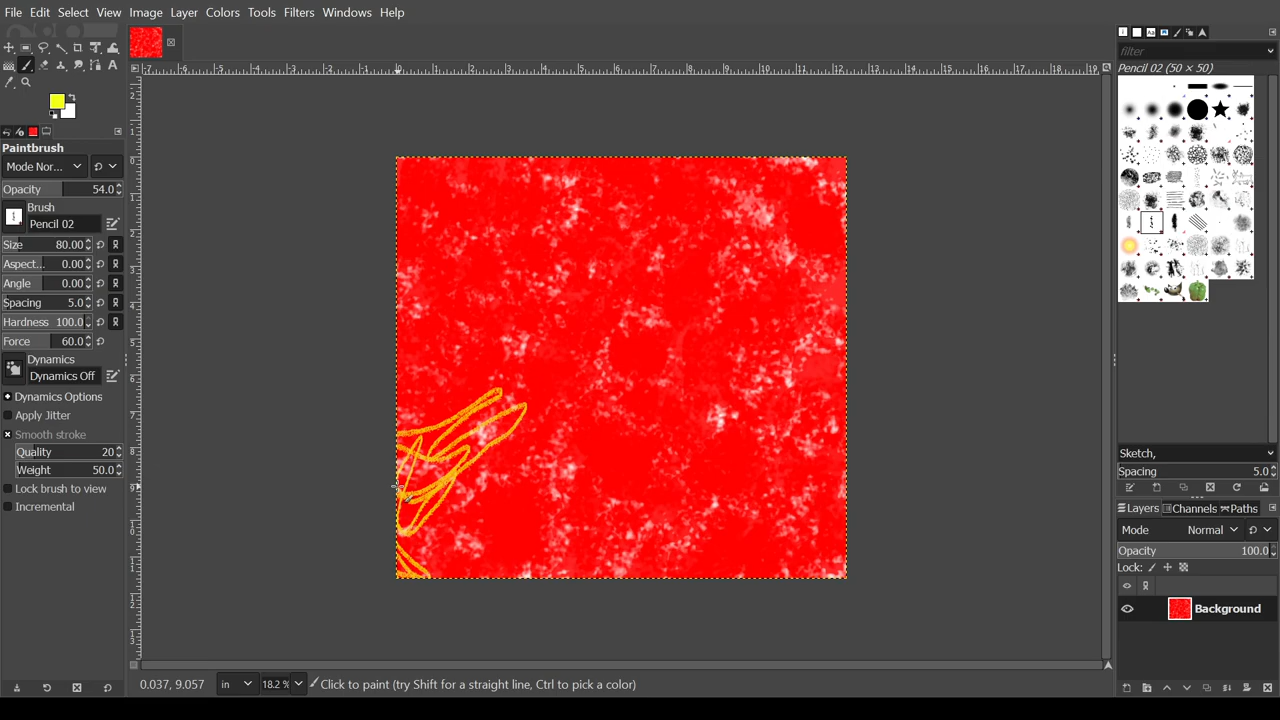 File Edit Select View Image Layer Colors Tools Filters Windows Help
filter
Pencil 02 (50 × 50)
Paintbrush
Mode Nor...
Opacity 54.0
Brush
Pencil 02
Size 80.00
Aspect... 0.00
Angle 0.00
Spacing 5.0
Hardness 100.0
Force 60.0
Dynamics
Dynamics Off
Dynamics Options
Apply Jitter
Smooth stroke
Quality 20
Weight 50.0
Lock brush to view
Incremental
Sketch,
Spacing 5.0
Layers Channels Paths
Mode Normal
Opacity 100.0
Lock:
Background
0.037, 9.057 in 18.2 % Click to paint (try Shift for a straight line, Ctrl to pick a color)